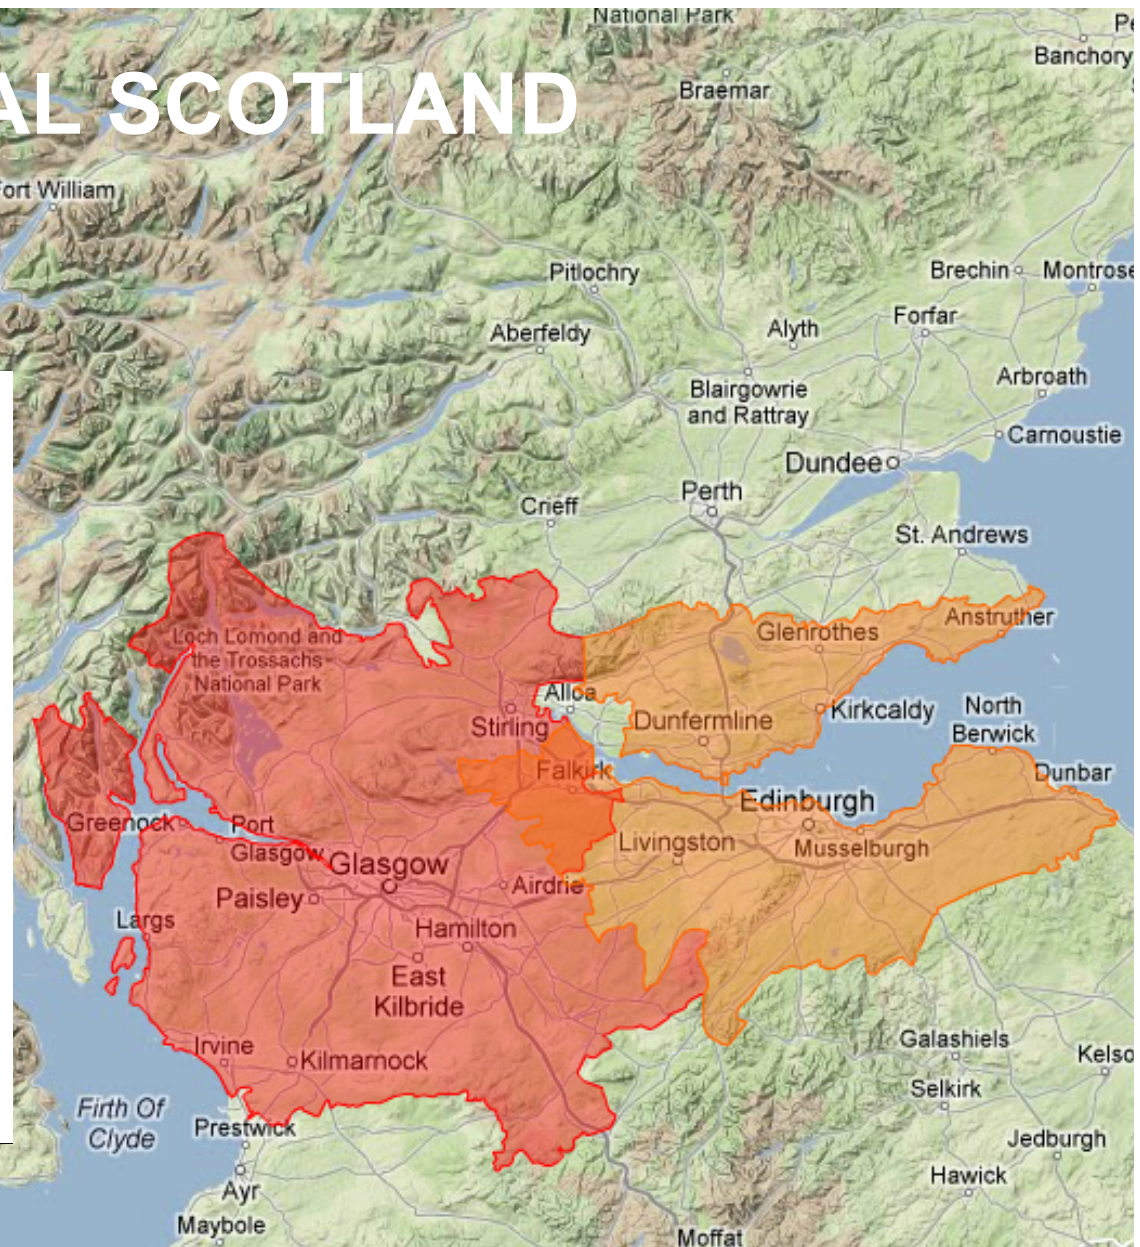 National Park
Banchory
Braemar
AL SCOTLAND
Fort William
Pitlochry
Brechin
Montrose
Forfar
Alyth
Aberfeldy
Arbroath
Blairgowrie
and Rattray
Carnoustie
Dundee
Perth
Crieff
St. Andrews
Anstruther
Glenrothes
Loch Lomond and
the Trossachs
National Park
Alloa
Stirling
Dunfermline
Kirkcaldy
North
Berwick
Falkirk
Dunbar
Edinburgh
Greenock
Port
Glasgow
Livingston
Musselburgh
Glasgow
Paisley
Airdrie
Largs
Hamilton
East
Kilbride
Irvine
Kilmarnock
Galashiels
Kelso
Selkirk
Firth Of
Clyde
Prestwick
Jedburgh
Hawick
Ayr
Maybole
Moffat